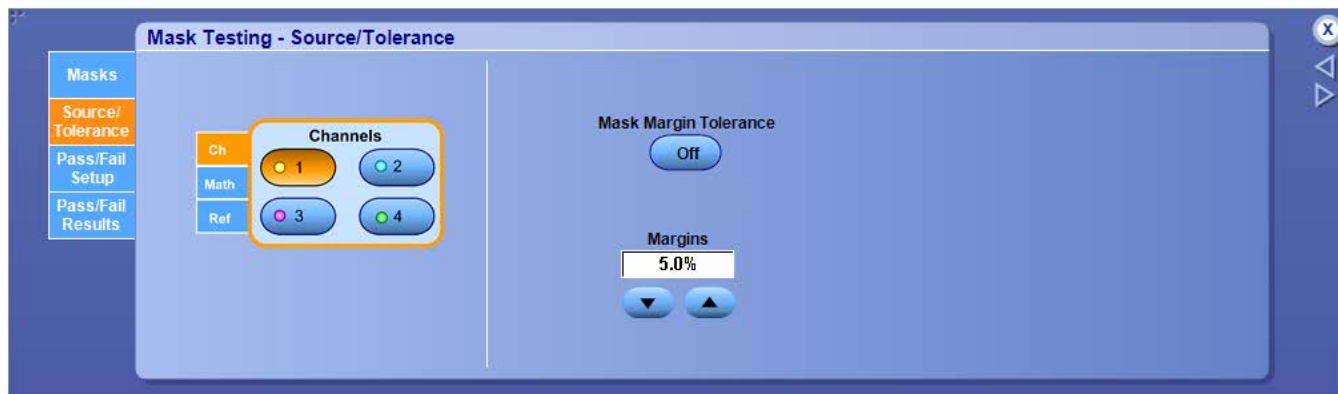 Mask Testing - Source/Tolerance
X
Masks
Source/
Tolerance
Pass/Fail
Setup
Pass/Fail
Results
Ch
Math
Ref
Channels
1
2
3
4
Mask Margin Tolerance
Off
Margins
5.0%